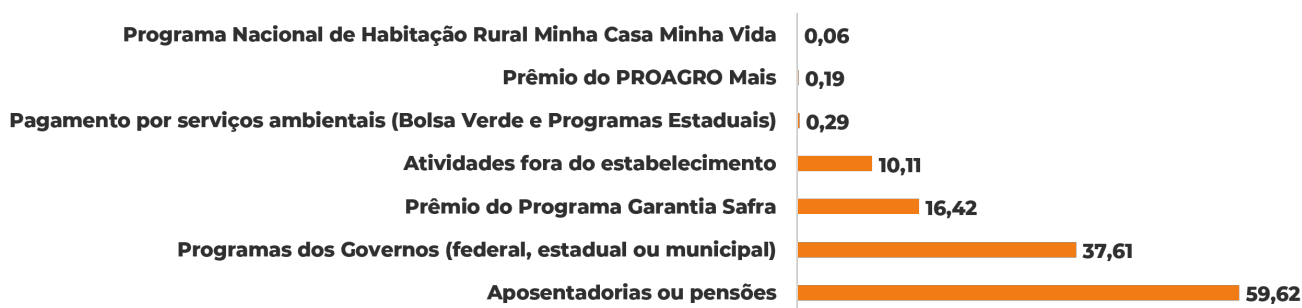 Programa Nacional de Habitação Rural Minha Casa Minha Vida 0,06
Prêmio do PROAGRO Mais 0,19
Pagamento por serviços ambientais (Bolsa Verde e Programas Estaduais) 0,29
Atividades fora do estabelecimento 10,11
Prêmio do Programa Garantia Safra 16,42
Programas dos Governos (federal, estadual ou municipal) 37,61
Aposentadorias ou pensões 59,62